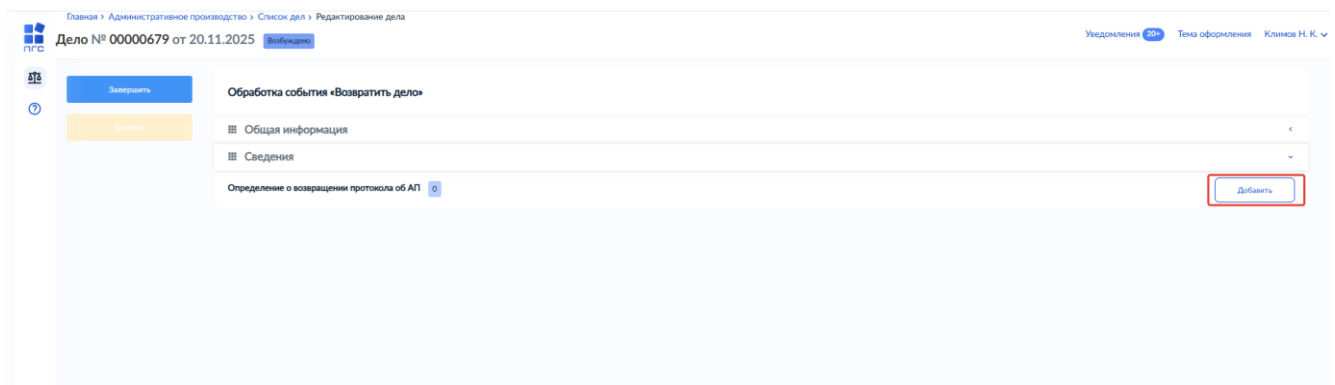 Главная › Административное производство › Список дел › Редактирование дела
ПГС
Дело № 00000679 от 20.11.2025 Возбуждено
Уведомления 20+ Тема оформления Климов Н. К.
Завершить
Обработка события «Возвратить дело»
Отмена
Общая информация
Сведения
Определение о возвращении протокола об АП 0
Добавить